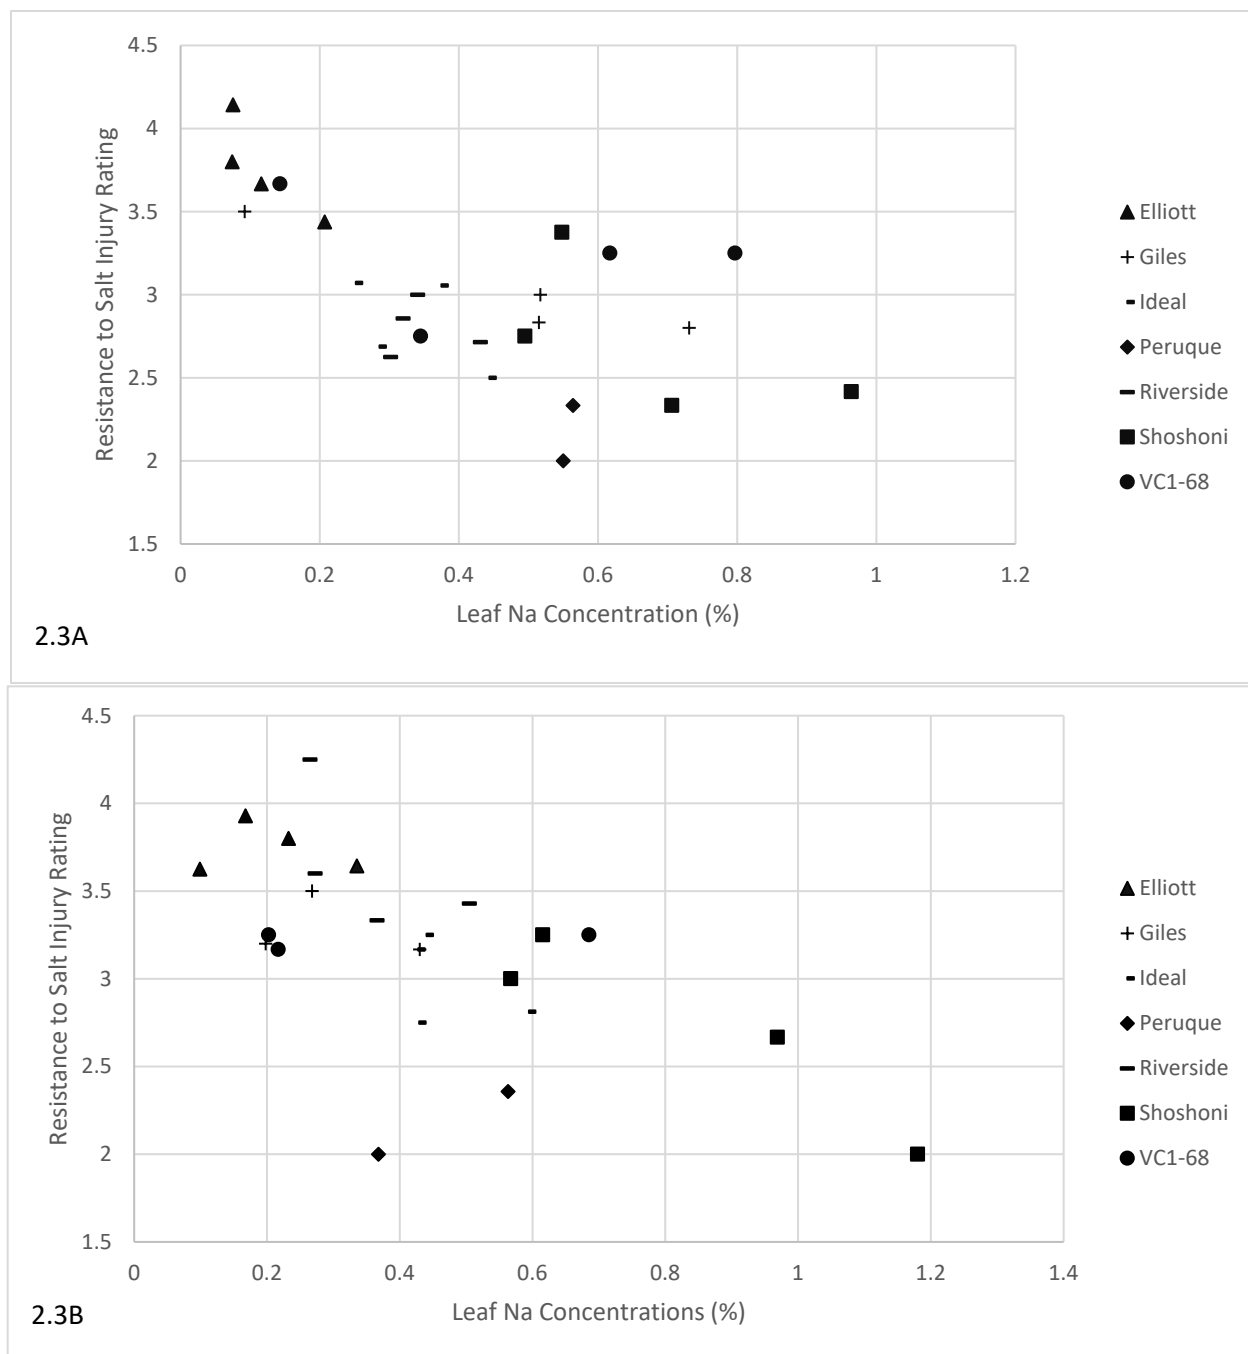 4.5
4
3.5
3
2.5
2
1.5
Resistance to Salt Injury Rating
0 0.2 0.4 0.6 0.8 1 1.2
Leaf Na Concentration (%)
Elliott
Giles
Ideal
Peruque
Riverside
Shoshoni
VC1-68
2.3A
4.5
4
3.5
3
2.5
2
1.5
Resistance to Salt Injury Rating
0 0.2 0.4 0.6 0.8 1 1.2 1.4
Leaf Na Concentrations (%)
Elliott
Giles
Ideal
Peruque
Riverside
Shoshoni
VC1-68
2.3B